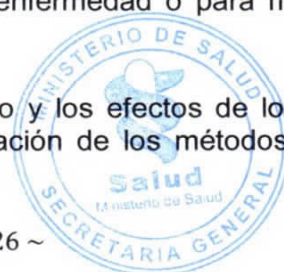 enfermedad o para
MINISTERIO DE SALUD
o y los efectos de lo
ación de los métodos
Salud
Ministerio de Salud
26 ~
SECRETARIA GENERAL